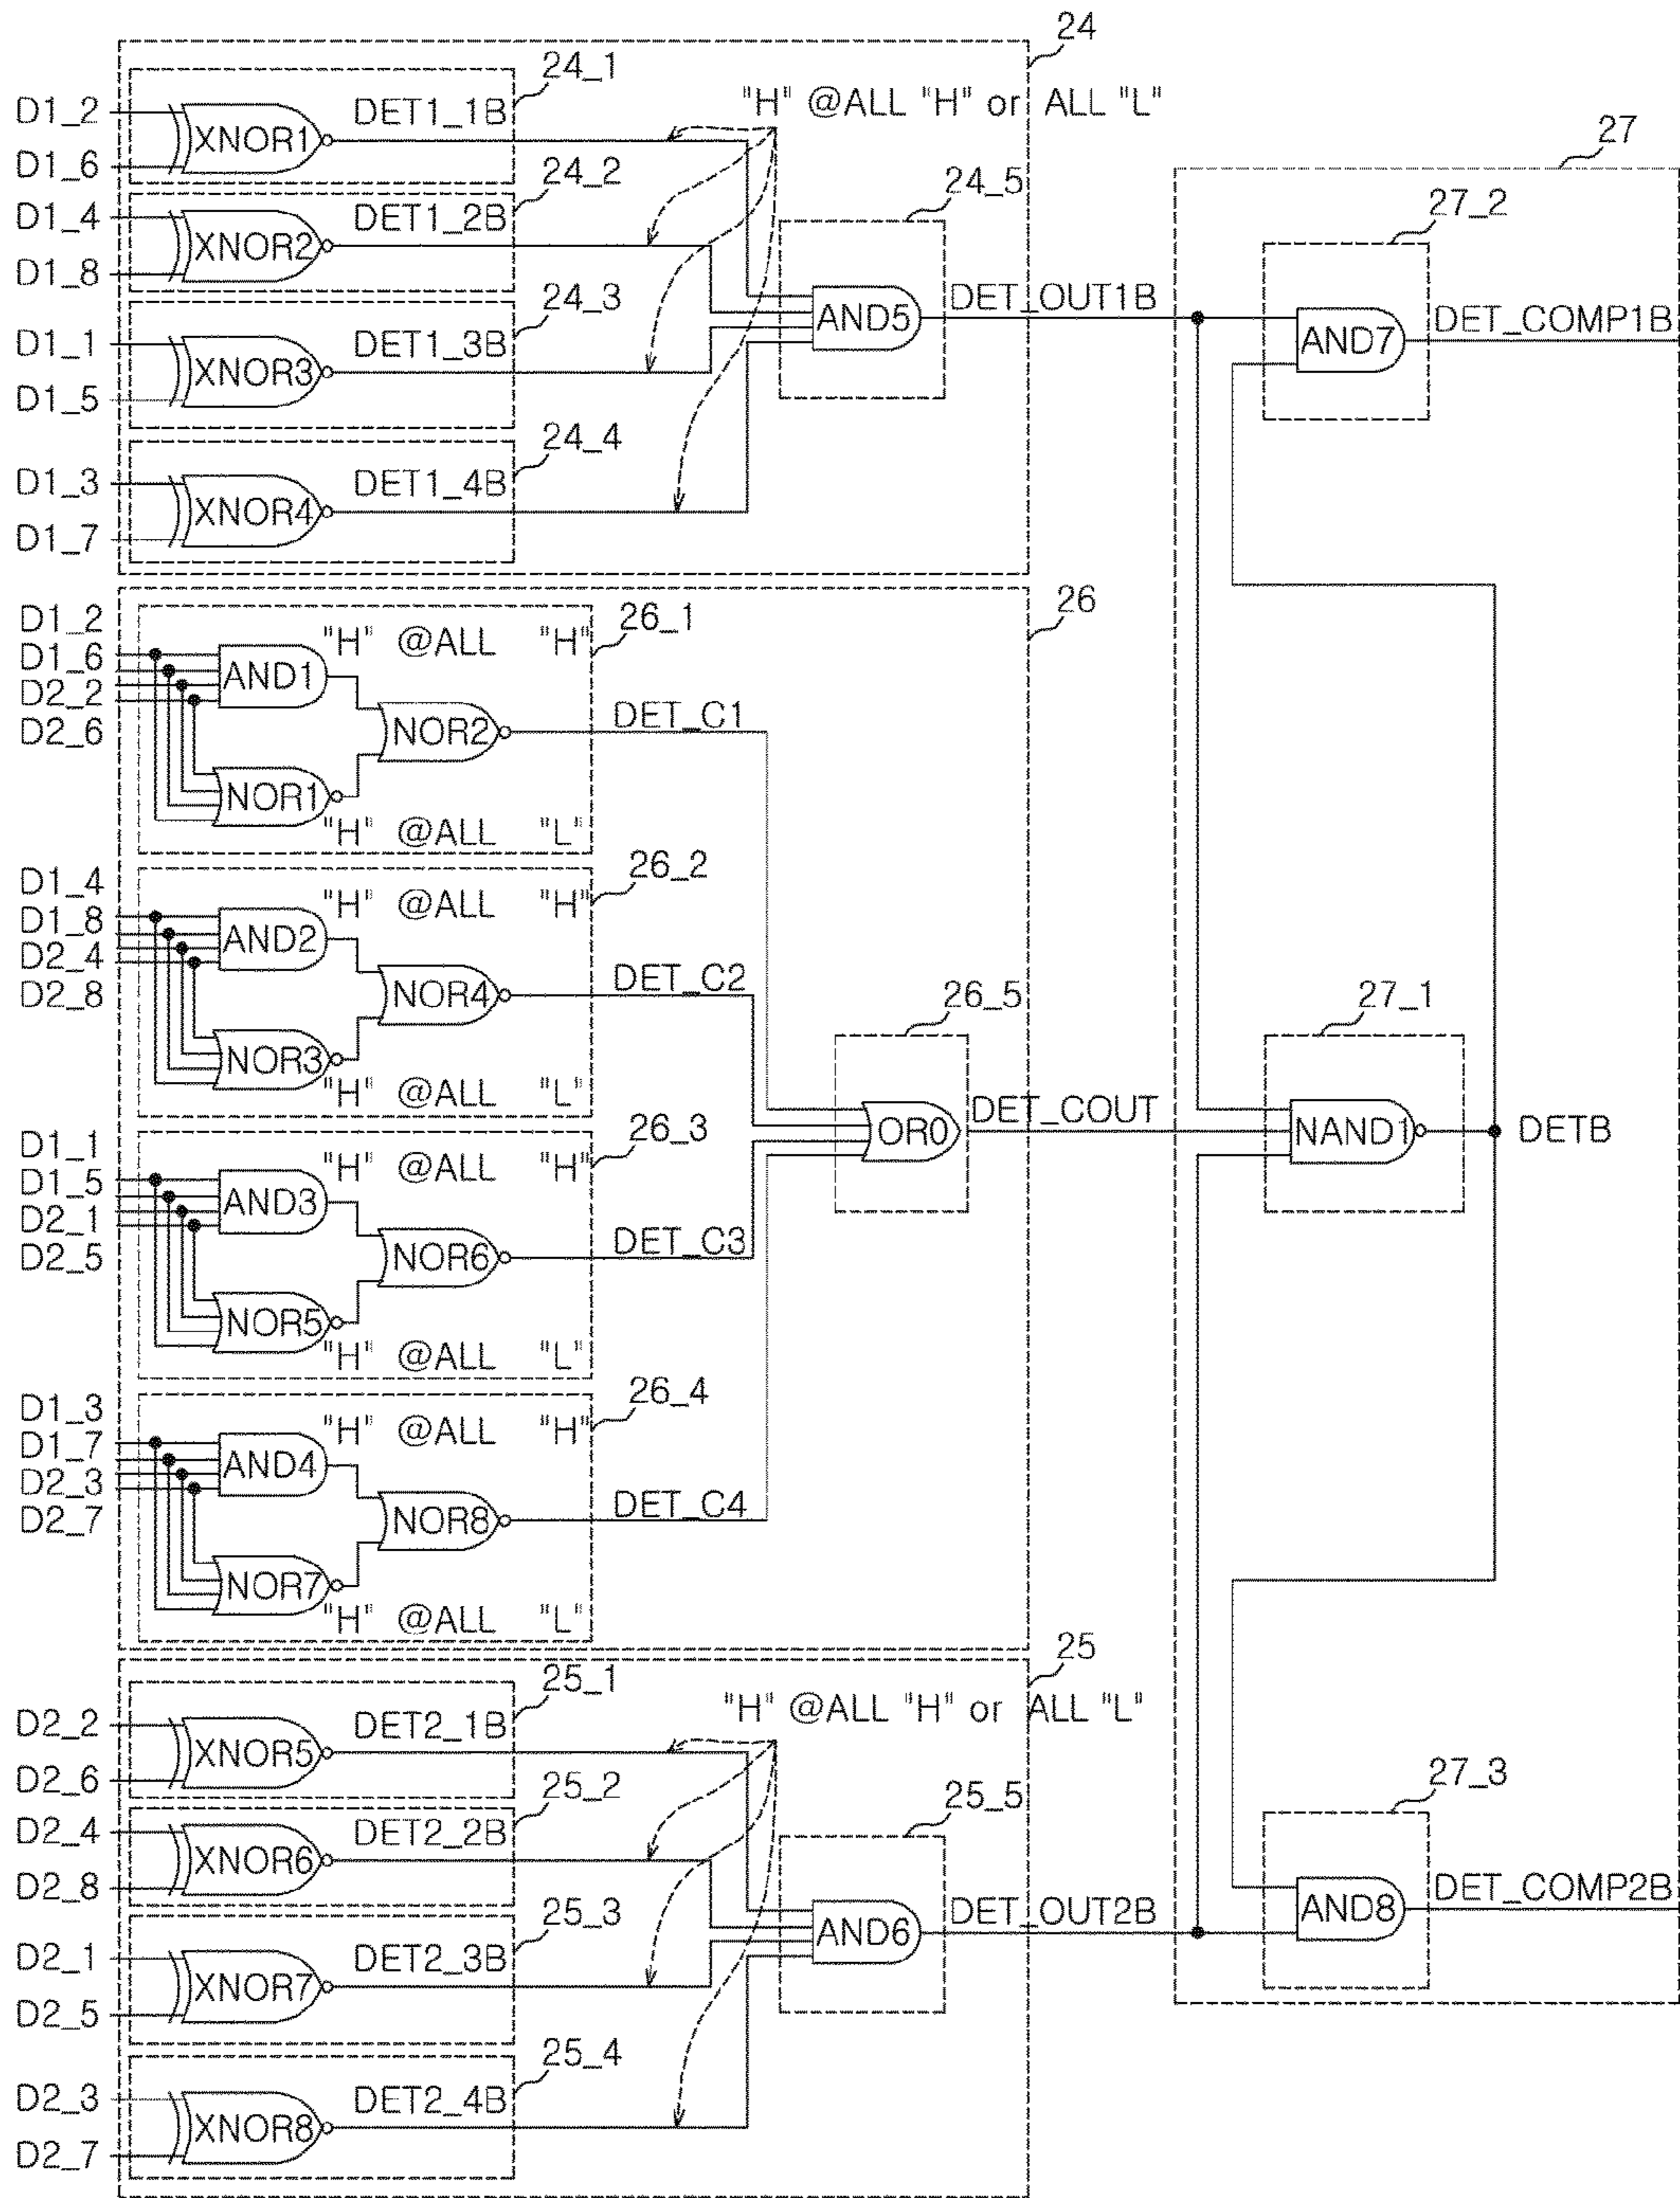 24
24_1
D1_2
D1_6
XNOR1
DET1_1B
"H" @ALL "H" or ALL "L"
24_2
D1_4
D1_8
XNOR2
DET1_2B
24_3
D1_1
D1_5
XNOR3
DET1_3B
24_4
D1_3
D1_7
XNOR4
DET1_4B
24_5
AND5
DET_OUT1B
27
27_2
AND7
DET_COMP1B
26
26_1
D1_2
D1_6
D2_2
D2_6
"H" @ALL "H"
AND1
NOR2
NOR1
"H" @ALL "L"
DET_C1
26_2
D1_4
D1_8
D2_4
D2_8
"H" @ALL "H"
AND2
NOR4
NOR3
"H" @ALL "L"
DET_C2
26_3
D1_1
D1_5
D2_1
D2_5
"H" @ALL "H"
AND3
NOR6
NOR5
"H" @ALL "L"
DET_C3
26_4
D1_3
D1_7
D2_3
D2_7
"H" @ALL "H"
AND4
NOR8
NOR7
"H" @ALL "L"
DET_C4
26_5
OR0
DET_COUT
27_1
NAND1
DETB
25
25_1
D2_2
D2_6
XNOR5
DET2_1B
"H" @ALL "H" or ALL "L"
25_2
D2_4
D2_8
XNOR6
DET2_2B
25_3
D2_1
D2_5
XNOR7
DET2_3B
25_4
D2_3
D2_7
XNOR8
DET2_4B
25_5
AND6
DET_OUT2B
27_3
AND8
DET_COMP2B